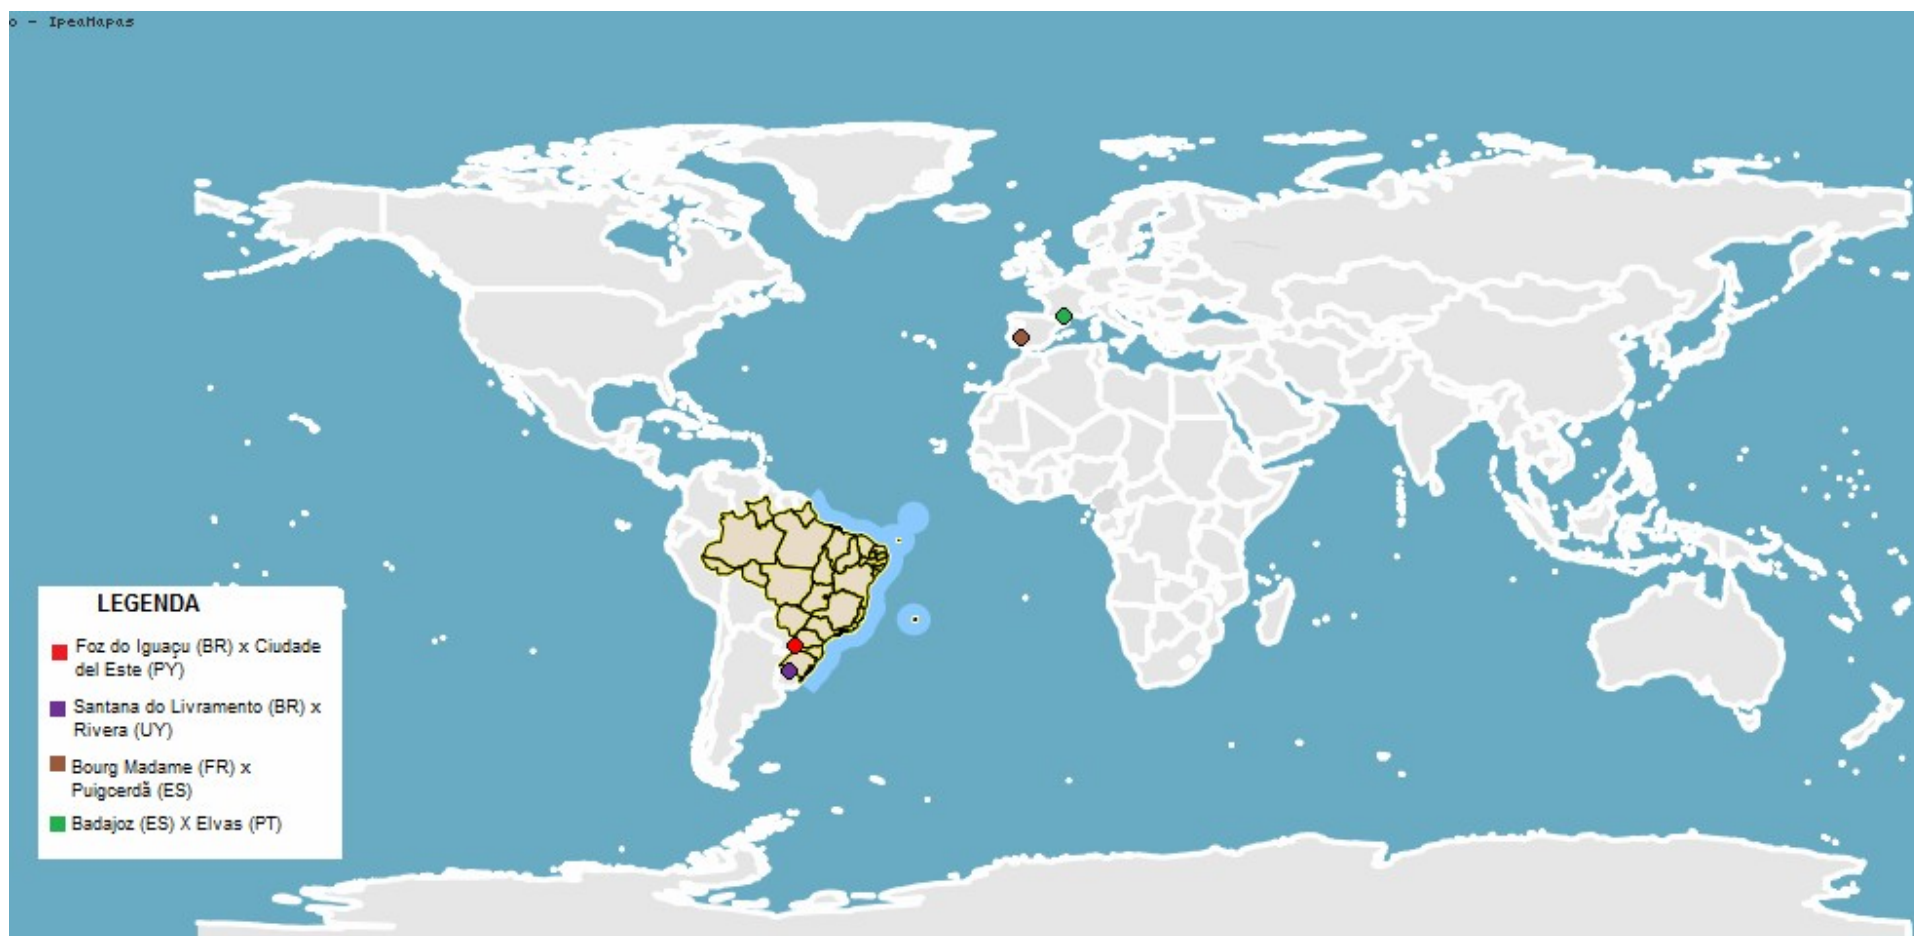 o - IpeaMapas
LEGENDA
Foz do Iguaçu (BR) x Ciudade
del Este (PY)
Santana do Livramento (BR) x
Rivera (UY)
Bourg Madame (FR) x
Puigcerdã (ES)
Badajoz (ES) X Elvas (PT)